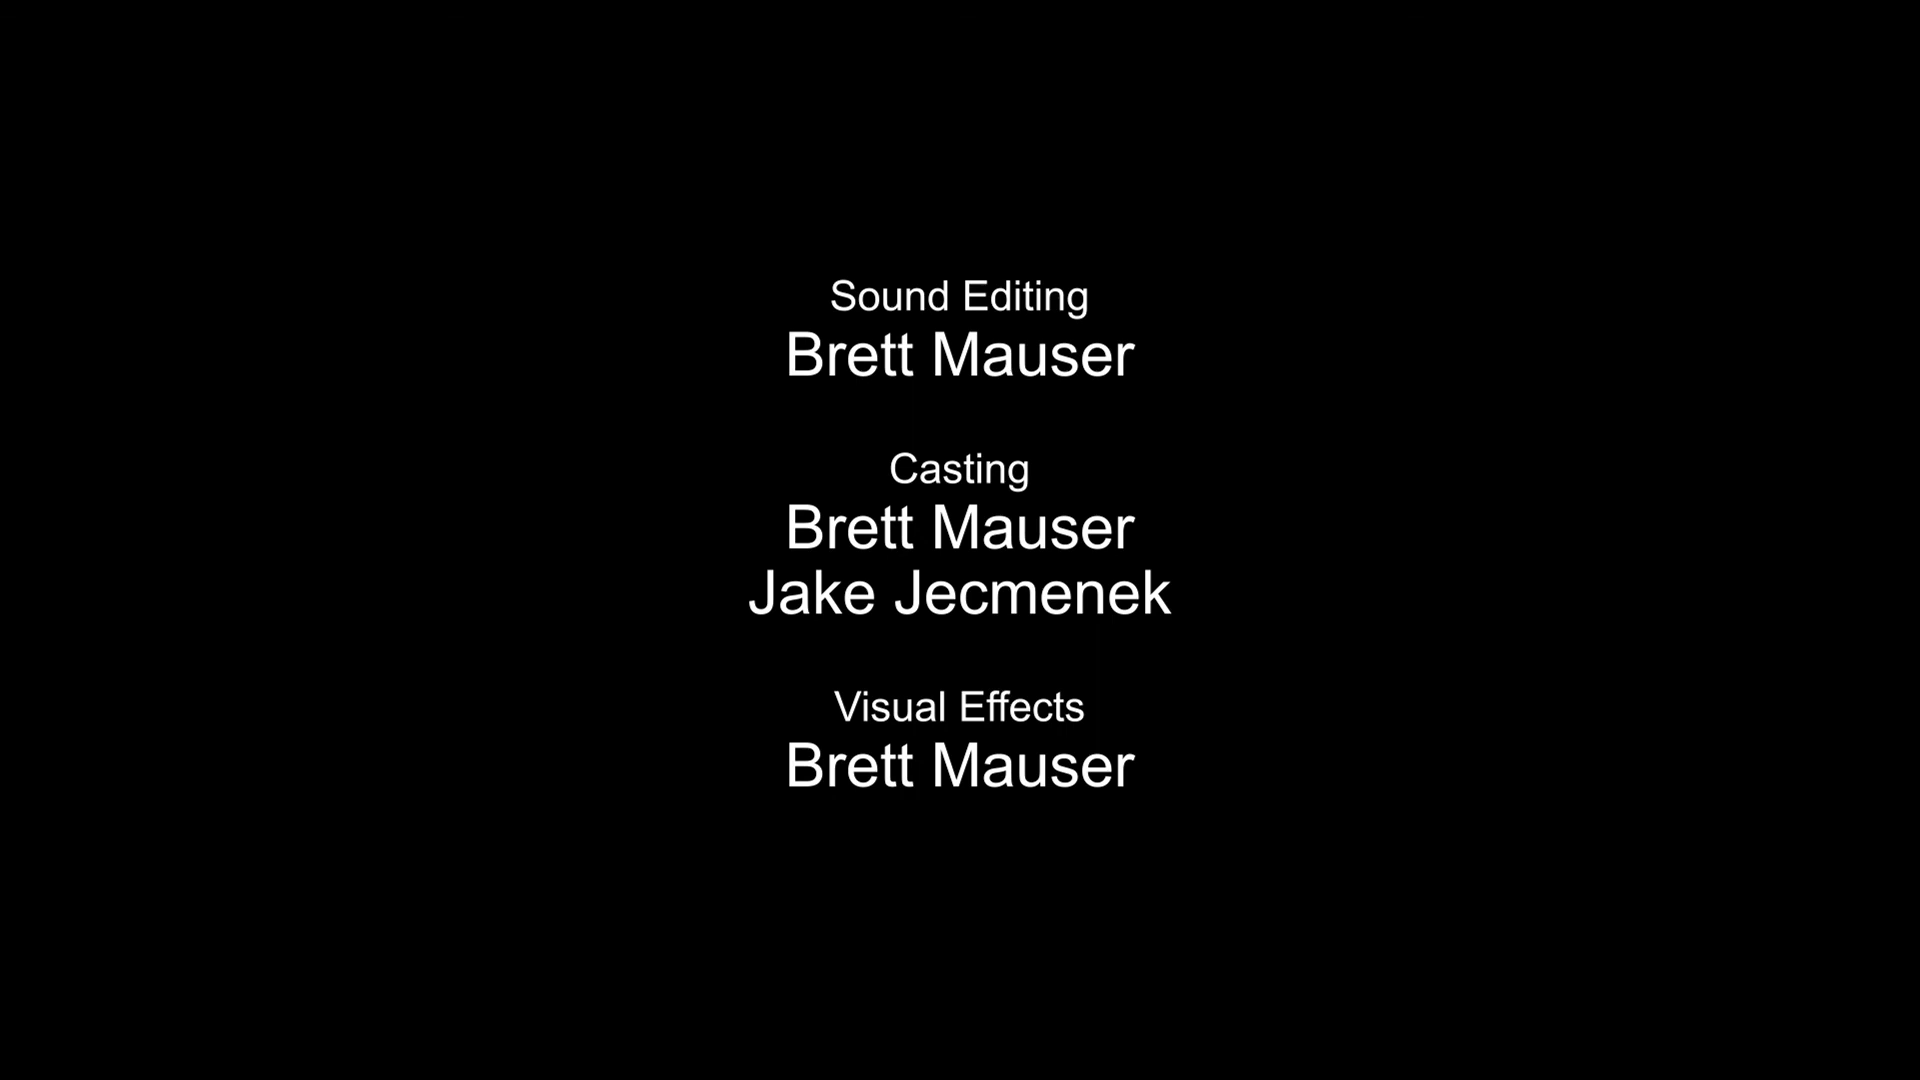 Sound Editing
Brett Mauser
Casting
Brett Mauser
Jake Jecmenek
Visual Effects
Brett Mauser